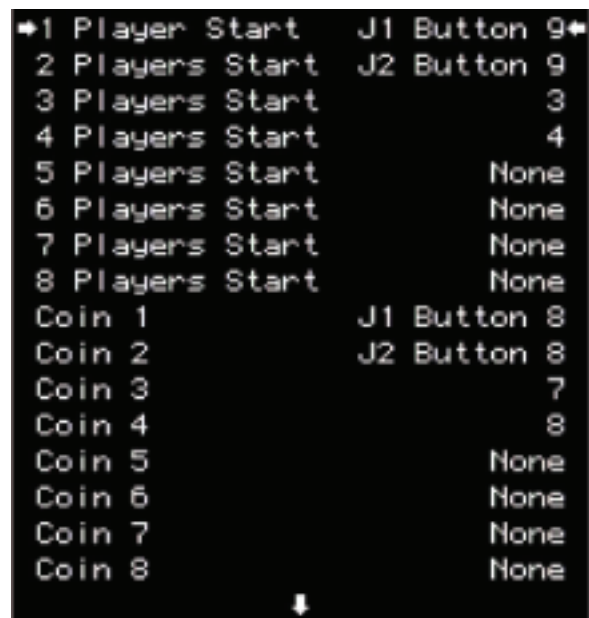 ➡1 Player Start J1 Button 9⬅
2 Players Start J2 Button 9
3 Players Start 3
4 Players Start 4
5 Players Start None
6 Players Start None
7 Players Start None
8 Players Start None
Coin 1 J1 Button 8
Coin 2 J2 Button 8
Coin 3 7
Coin 4 8
Coin 5 None
Coin 6 None
Coin 7 None
Coin 8 None
⬇